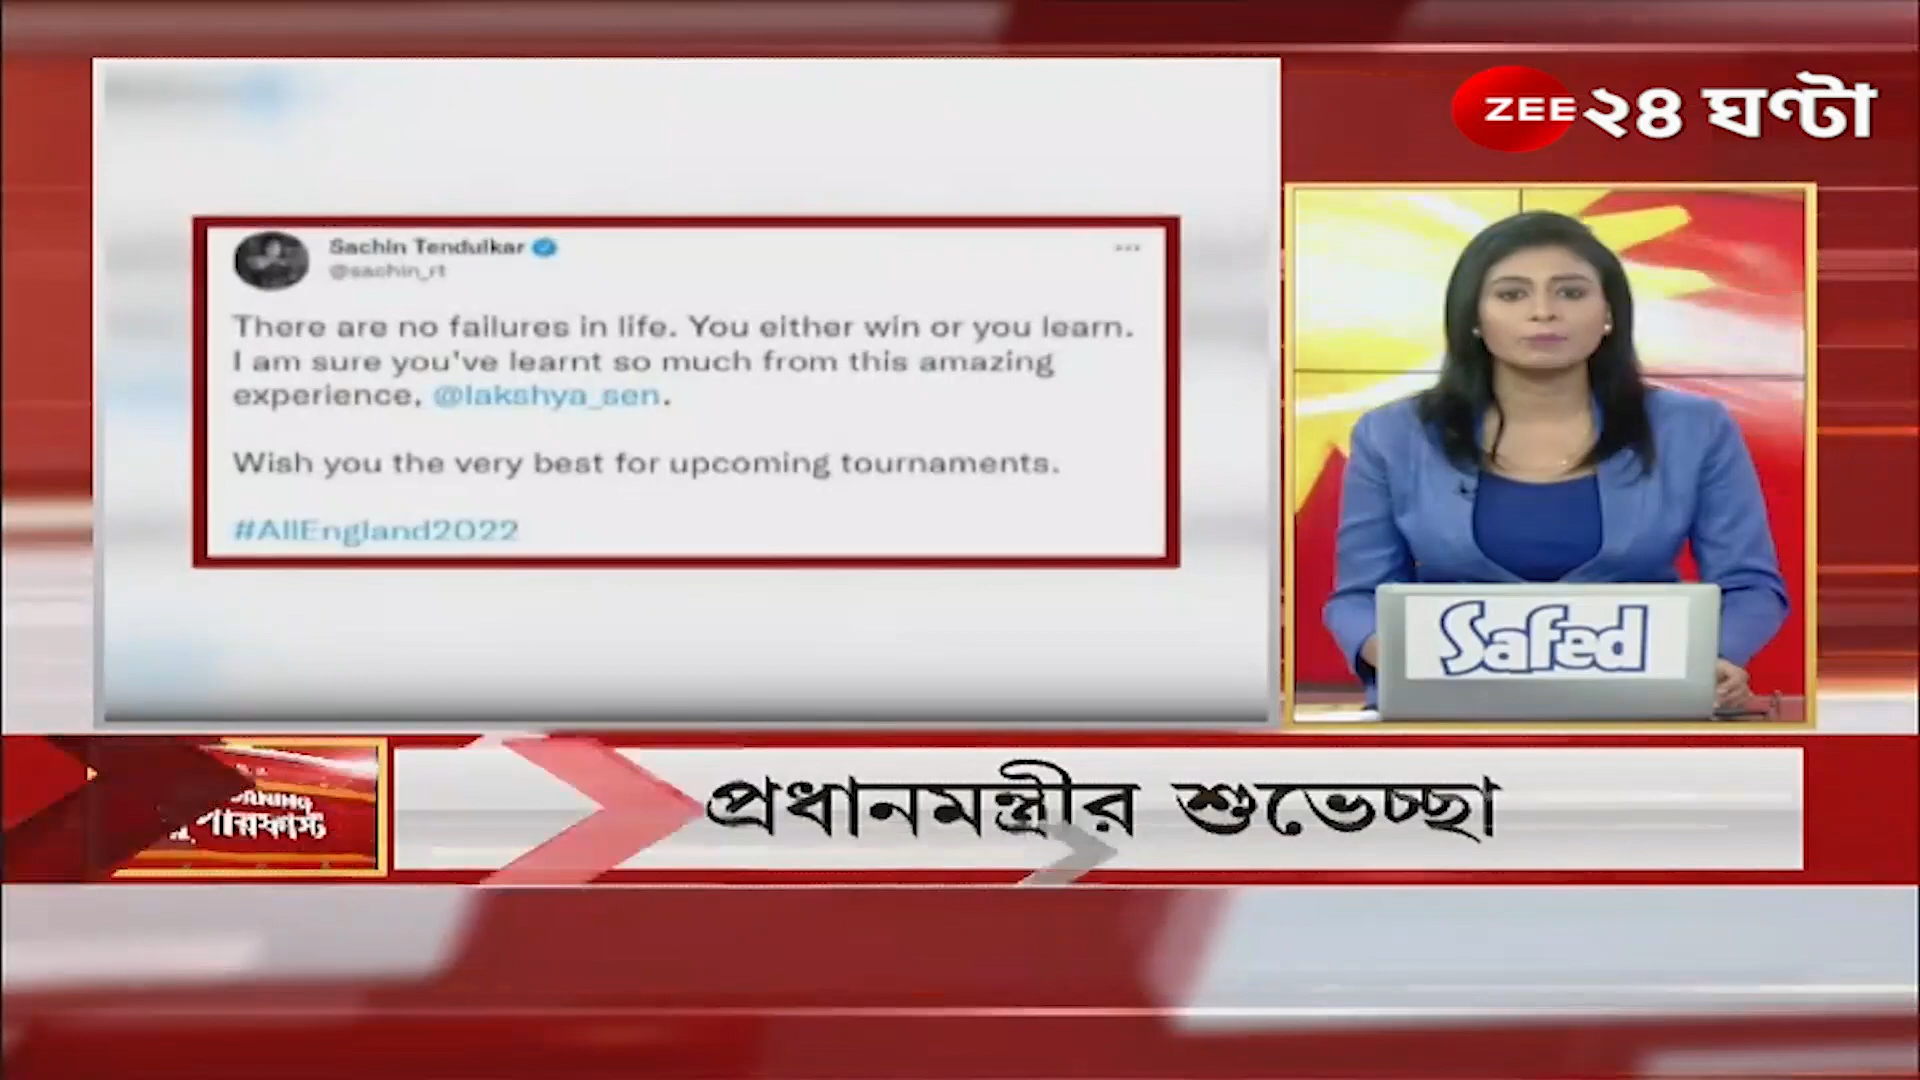 ZEE ২৪ ঘণ্টা
Sachin Tendulkar
@sachin_rt
There are no failures in life. You either win or you learn.
I am sure you've learnt so much from this amazing
experience, @lakshya_sen.
Wish you the very best for upcoming tournaments.
#AllEngland2022
Safed
প্রধানমন্ত্রীর শুভেচ্ছা